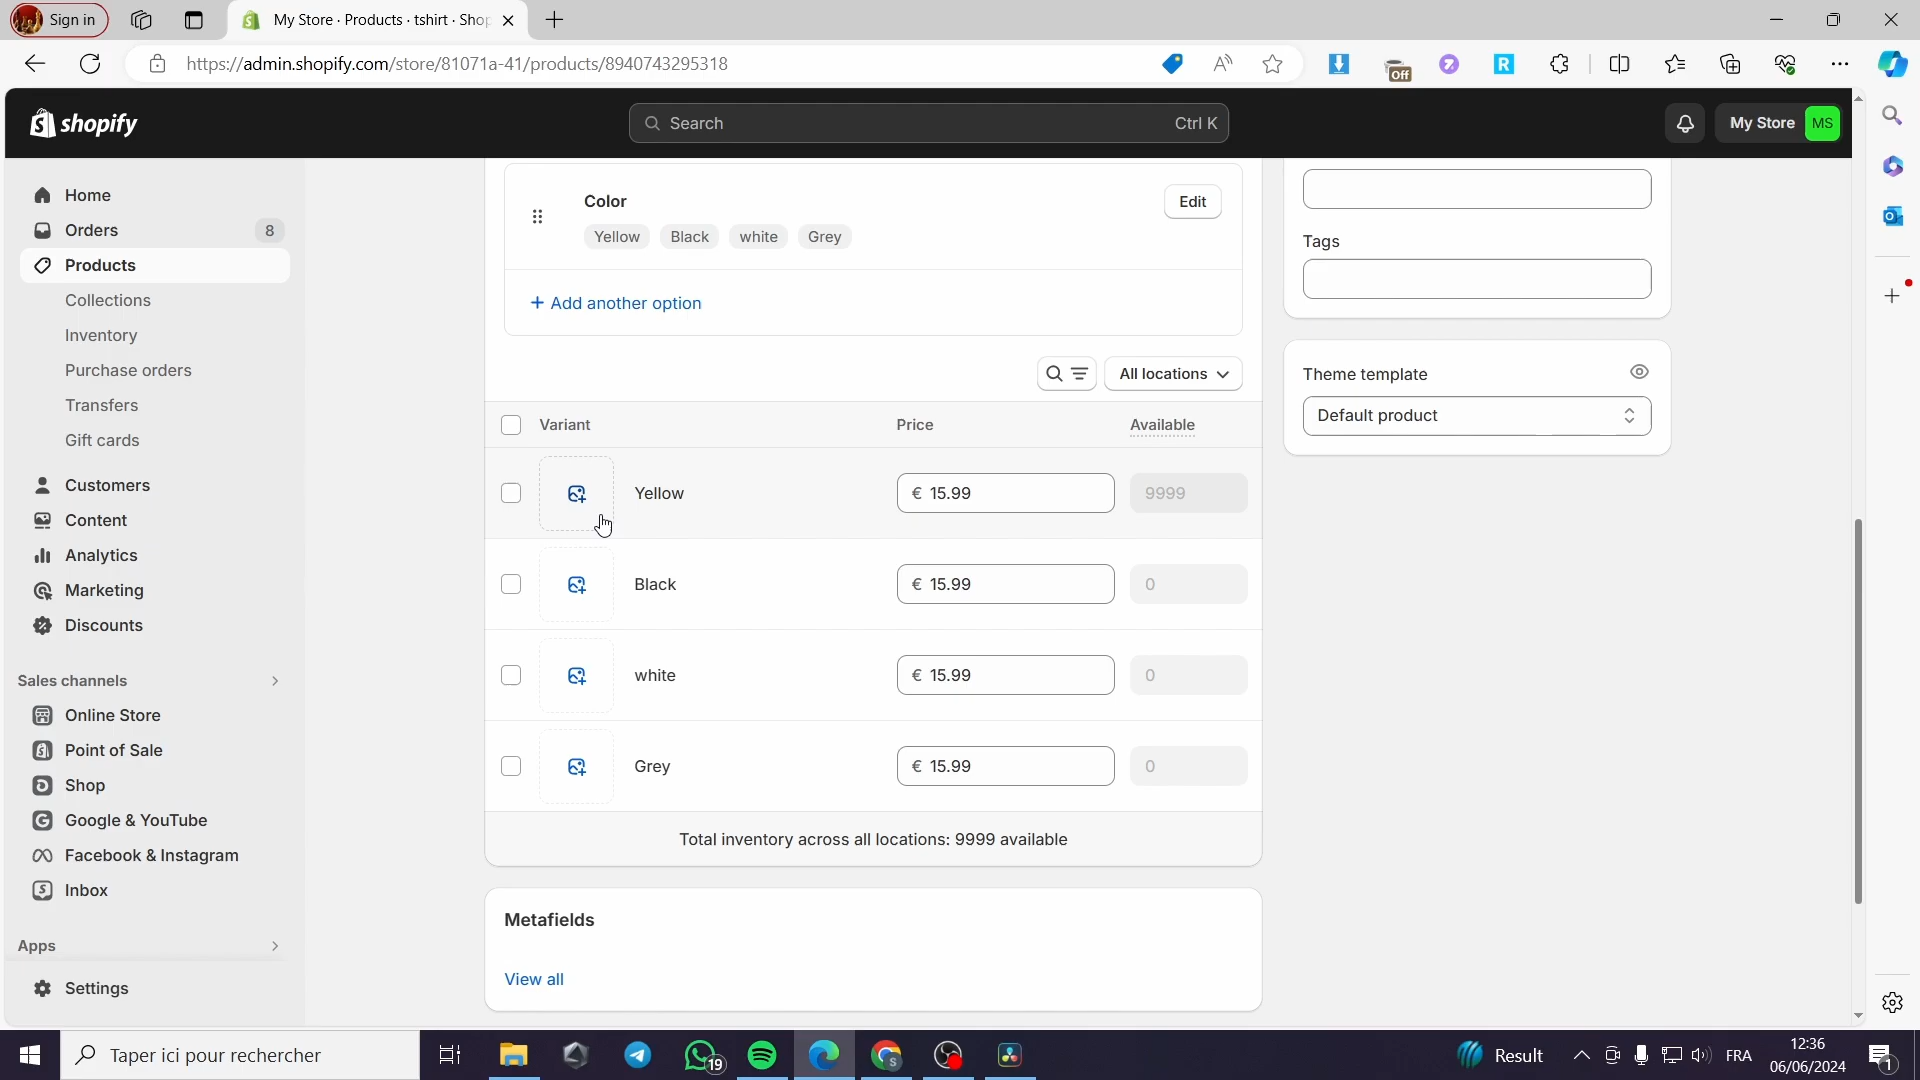 Sign in
My Store · Products · tshirt · Shop
https://admin.shopify.com/store/81071a-41/products/8940743295318
Off
R
shopify
Search
Ctrl K
My Store
MS
Home
Orders
8
Products
Collections
Inventory
Purchase orders
Transfers
Gift cards
Customers
Content
Analytics
Marketing
Discounts
Sales channels
Online Store
Point of Sale
Shop
Google & YouTube
Facebook & Instagram
Inbox
Apps
Settings
Color
Edit
Yellow
Black
white
Grey
+ Add another option
All locations
Variant
Price
Available
Yellow
€ 15.99
9999
Black
€ 15.99
0
white
€ 15.99
0
Grey
€ 15.99
0
Total inventory across all locations: 9999 available
Metafields
View all
Tags
Theme template
Default product
Taper ici pour rechercher
19
S
Result
FRA
12:36
06/06/2024
1